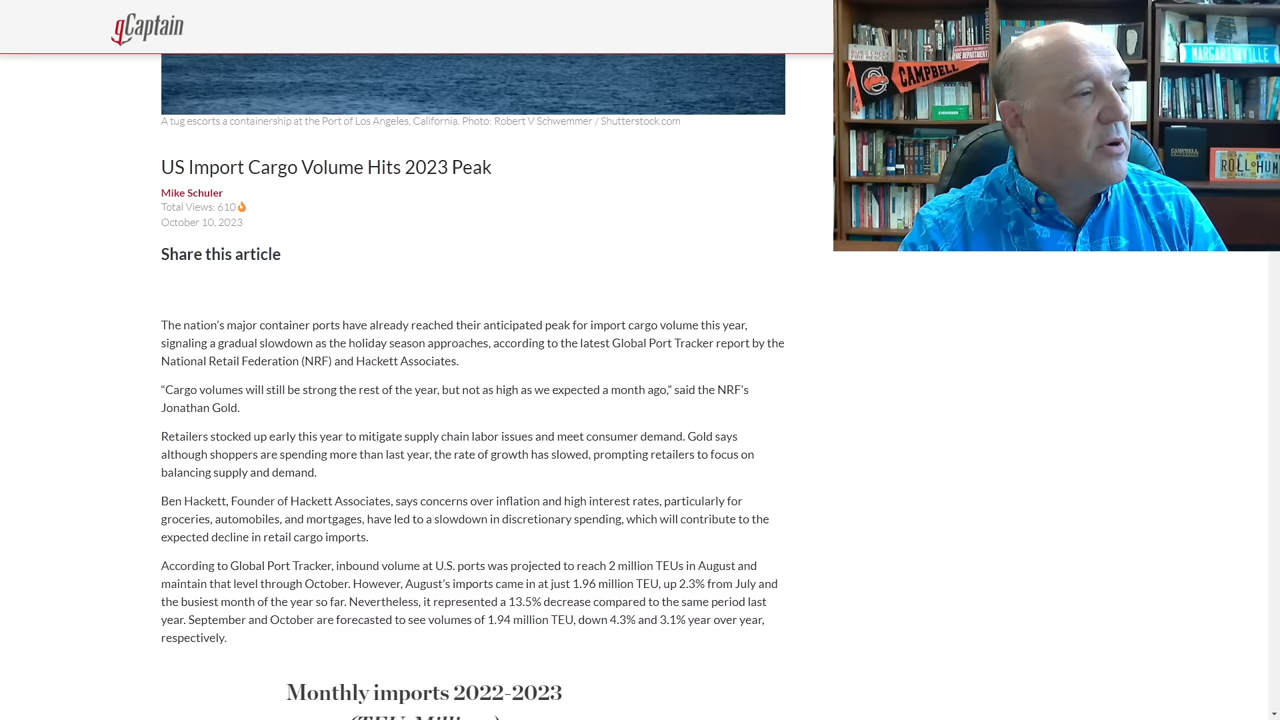 gCaptain
A tug escorts a containership at the Port of Los Angeles, California. Photo: Robert V Schwemmer / Shutterstock.com
US Import Cargo Volume Hits 2023 Peak
Mike Schuler
Total Views: 610
October 10, 2023
Share this article
The nation’s major container ports have already reached their anticipated peak for import cargo volume this year,
signaling a gradual slowdown as the holiday season approaches, according to the latest Global Port Tracker report by the
National Retail Federation (NRF) and Hackett Associates.
“Cargo volumes will still be strong the rest of the year, but not as high as we expected a month ago,” said the NRF’s
Jonathan Gold.
Retailers stocked up early this year to mitigate supply chain labor issues and meet consumer demand. Gold says
although shoppers are spending more than last year, the rate of growth has slowed, prompting retailers to focus on
balancing supply and demand.
Ben Hackett, Founder of Hackett Associates, says concerns over inflation and high interest rates, particularly for
groceries, automobiles, and mortgages, have led to a slowdown in discretionary spending, which will contribute to the
expected decline in retail cargo imports.
According to Global Port Tracker, inbound volume at U.S. ports was projected to reach 2 million TEUs in August and
maintain that level through October. However, August’s imports came in at just 1.96 million TEU, up 2.3% from July and
the busiest month of the year so far. Nevertheless, it represented a 13.5% decrease compared to the same period last
year. September and October are forecasted to see volumes of 1.94 million TEU, down 4.3% and 3.1% year over year,
respectively.
Monthly imports 2022-2023
CAMPBELL
MARGARITAVILLE
CAMPBELL